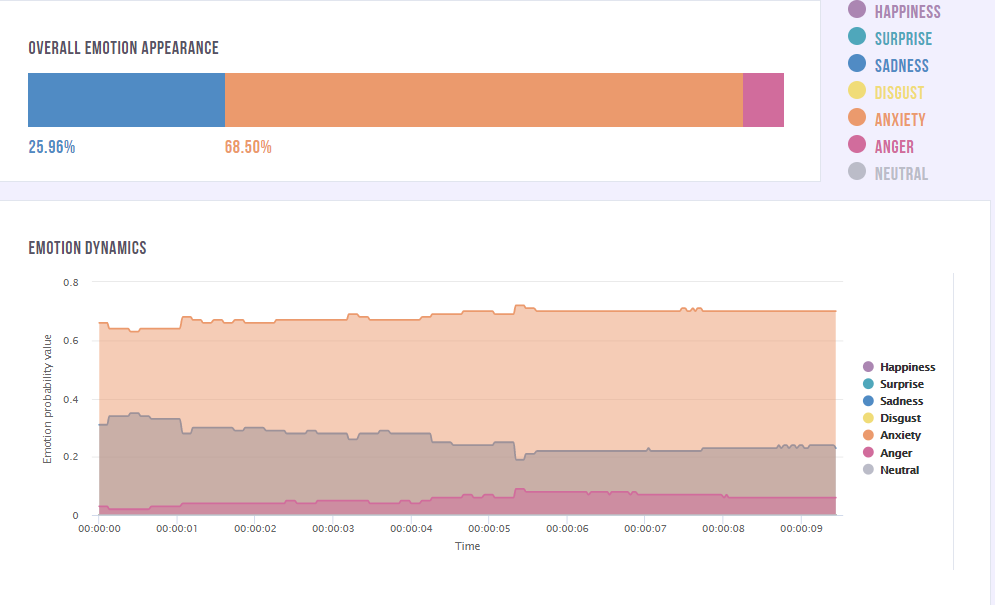 OVERALL EMOTION APPEARANCE
25.96% 68.50%
HAPPINESS
SURPRISE
SADNESS
DISGUST
ANXIETY
ANGER
NEUTRAL
EMOTION DYNAMICS
Emotion probability value
0.8
0.6
0.4
0.2
0
00:00:00 00:00:01 00:00:02 00:00:03 00:00:04 00:00:05 00:00:06 00:00:07 00:00:08 00:00:09
Time
Happiness
Surprise
Sadness
Disgust
Anxiety
Anger
Neutral